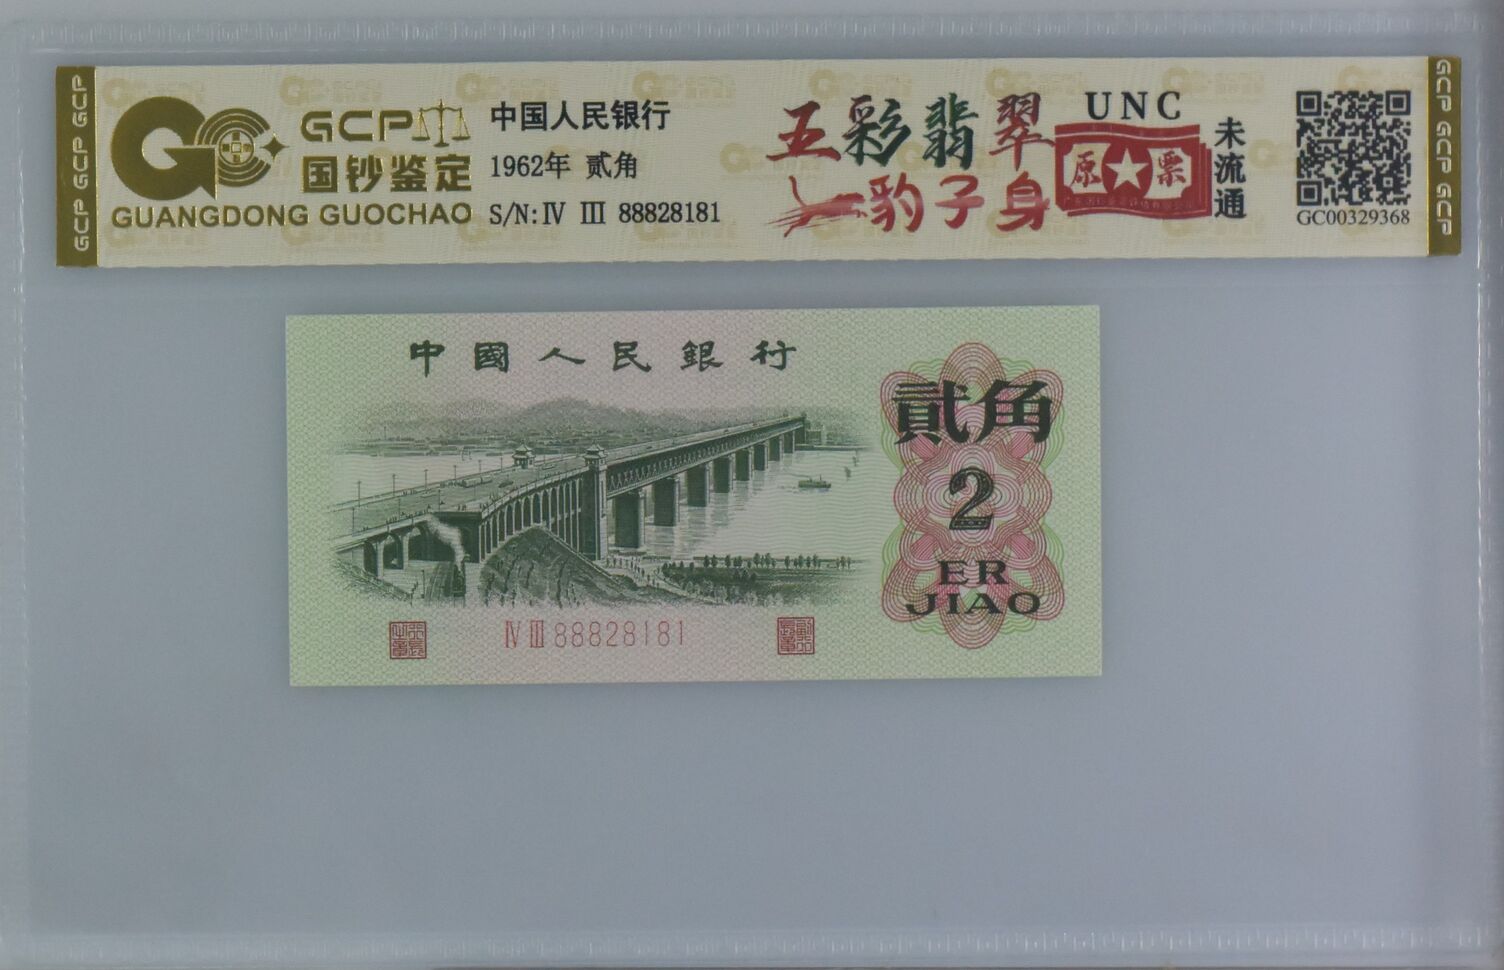 GCP GCP GCP
GCP
国钞鉴定
GUANGDONG GUOCHAO
中国人民银行
1962年 贰角
S/N: IV III 88828181
五彩翡翠
豹子身
UNC
原票
未流通
GC00329368
GCP GCP GCP
中國人民銀行
貳角
2
ER
JIAO
IV III 88828181